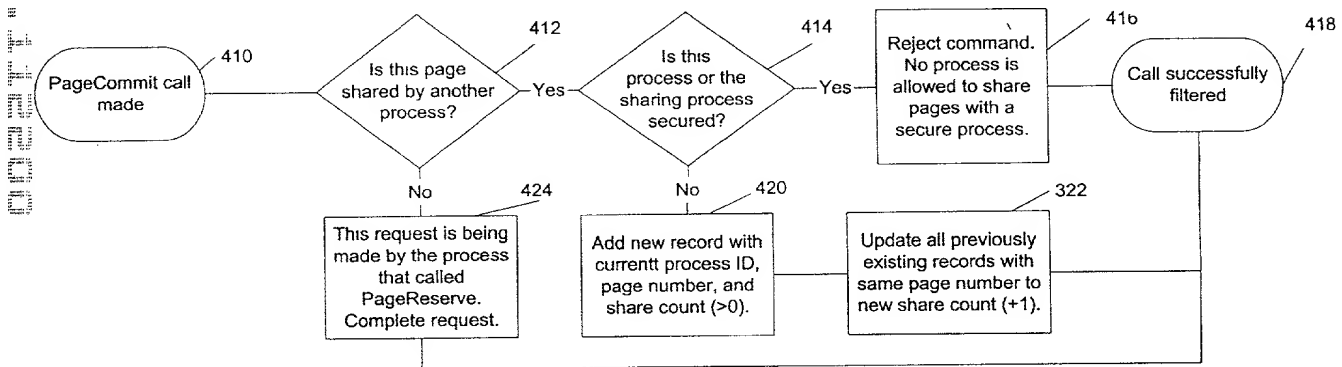 410
PageCommit call
made
412
Is this page
shared by another
process?
Yes
414
Is this
process or the
sharing process
secured?
Yes
416
Reject command.
No process is
allowed to share
pages with a
secure process.
418
Call successfully
filtered
No
424
This request is being
made by the process
that called
PageReserve.
Complete request.
No
420
Add new record with
currentt process ID,
page number, and
share count (>0).
322
Update all previously
existing records with
same page number to
new share count (+1).